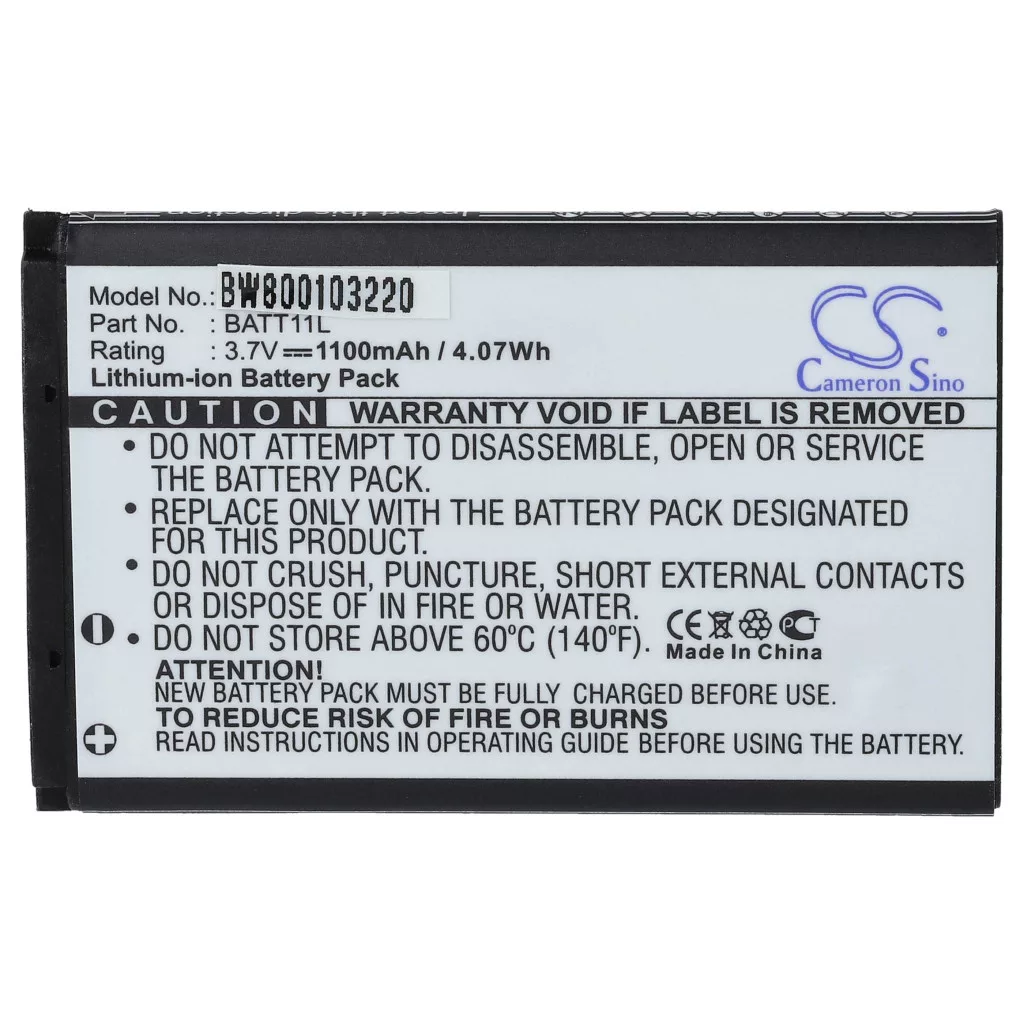 Insert this direction
Model No.: BW800103220
Part No. : BATT11L
Rating : 3.7V 1100mAh / 4.07Wh
Lithium-ion Battery Pack
CS
Cameron Sino
CAUTION WARRANTY VOID IF LABEL IS REMOVED
• DO NOT ATTEMPT TO DISASSEMBLE, OPEN OR SERVICE
THE BATTERY PACK.
• REPLACE ONLY WITH THE BATTERY PACK DESIGNATED
FOR THIS PRODUCT.
• DO NOT CRUSH, PUNCTURE, SHORT EXTERNAL CONTACTS
OR DISPOSE OF IN FIRE OR WATER.
• DO NOT STORE ABOVE 60°C (140°F).
CE PCT
Made In China
ATTENTION!
NEW BATTERY PACK MUST BE FULLY CHARGED BEFORE USE.
TO REDUCE RISK OF FIRE OR BURNS
READ INSTRUCTIONS IN OPERATING GUIDE BEFORE USING THE BATTERY.